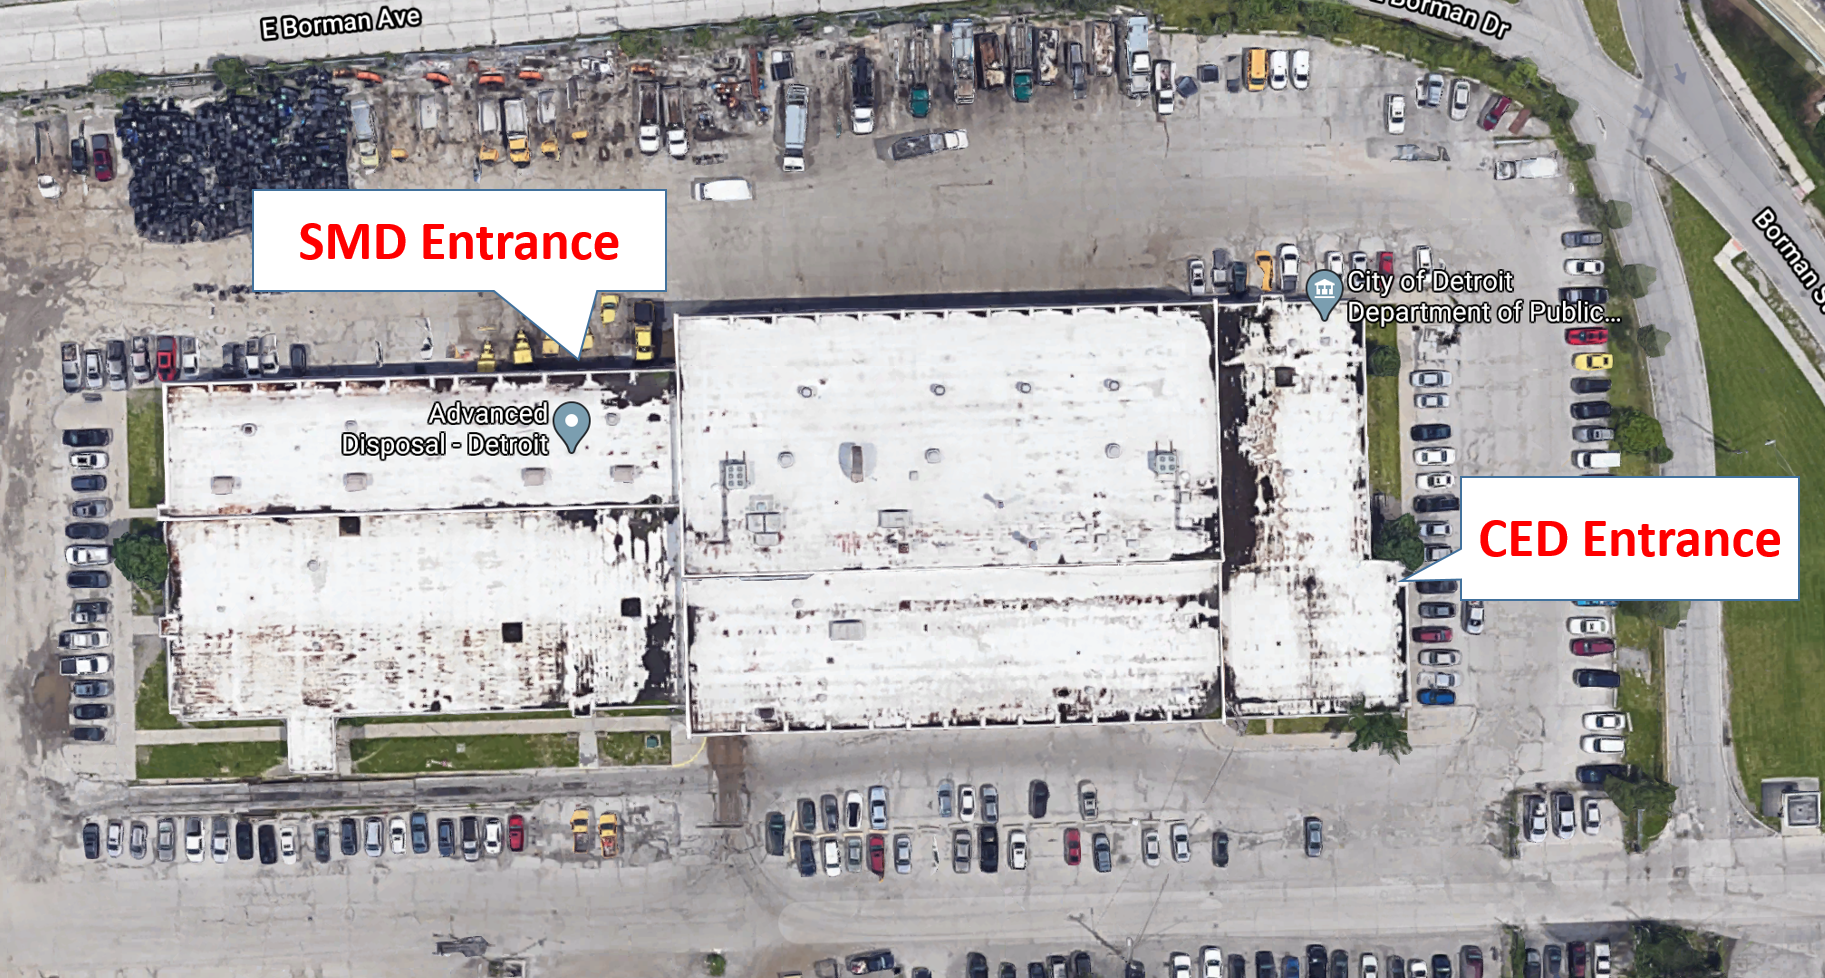 E Borman Ave
E Borman Dr
SMD Entrance
Borman S
City of Detroit
Department of Public...
Advanced
Disposal - Detroit
CED Entrance